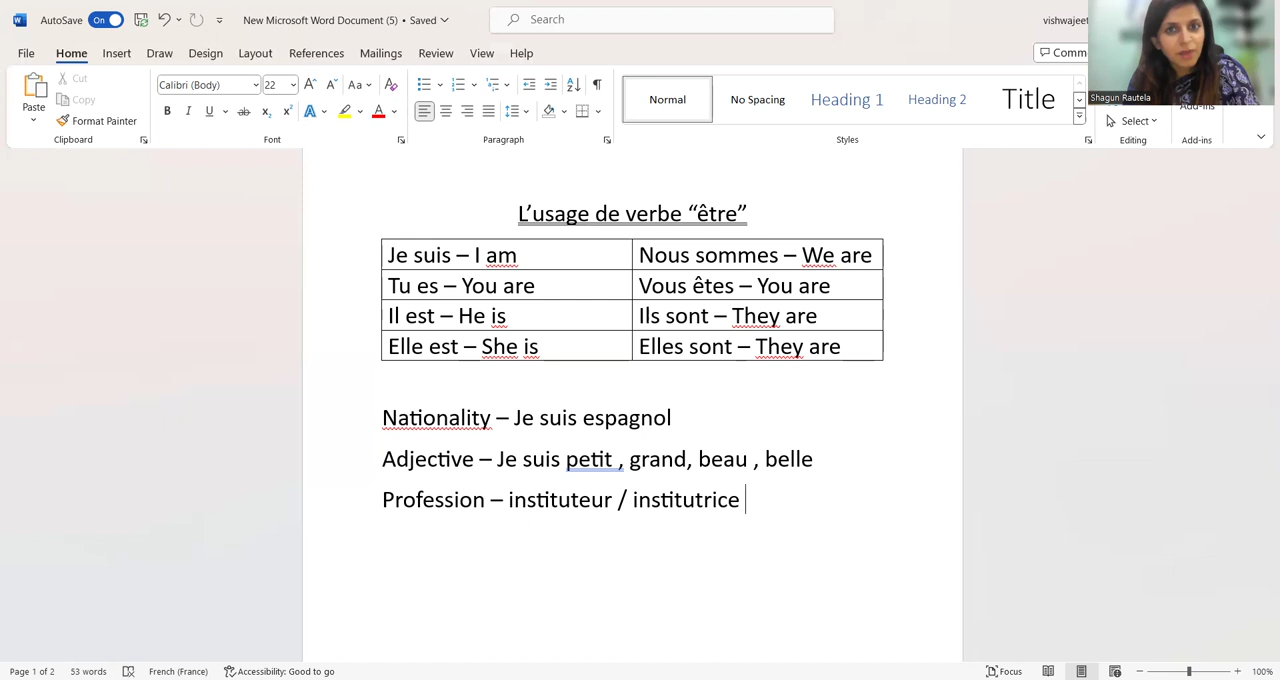 AutoSave On New Microsoft Word Document (5) • Saved Search vishwajeet
File Home Insert Draw Design Layout References Mailings Review View Help Comm
Shagun Rautela
Paste Cut Copy Format Painter
Calibri (Body) 22
Normal No Spacing Heading 1 Heading 2 Title
Select
Add-ins
Clipboard Font Paragraph Styles Editing Add-ins
L'usage de verbe “être”
Je suis – I am Nous sommes – We are
Tu es – You are Vous êtes – You are
Il est – He is Ils sont – They are
Elle est – She is Elles sont – They are
Nationality – Je suis espagnol
Adjective – Je suis petit , grand, beau , belle
Profession – instituteur / institutrice
Page 1 of 2 53 words French (France) Accessibility: Good to go Focus 100%